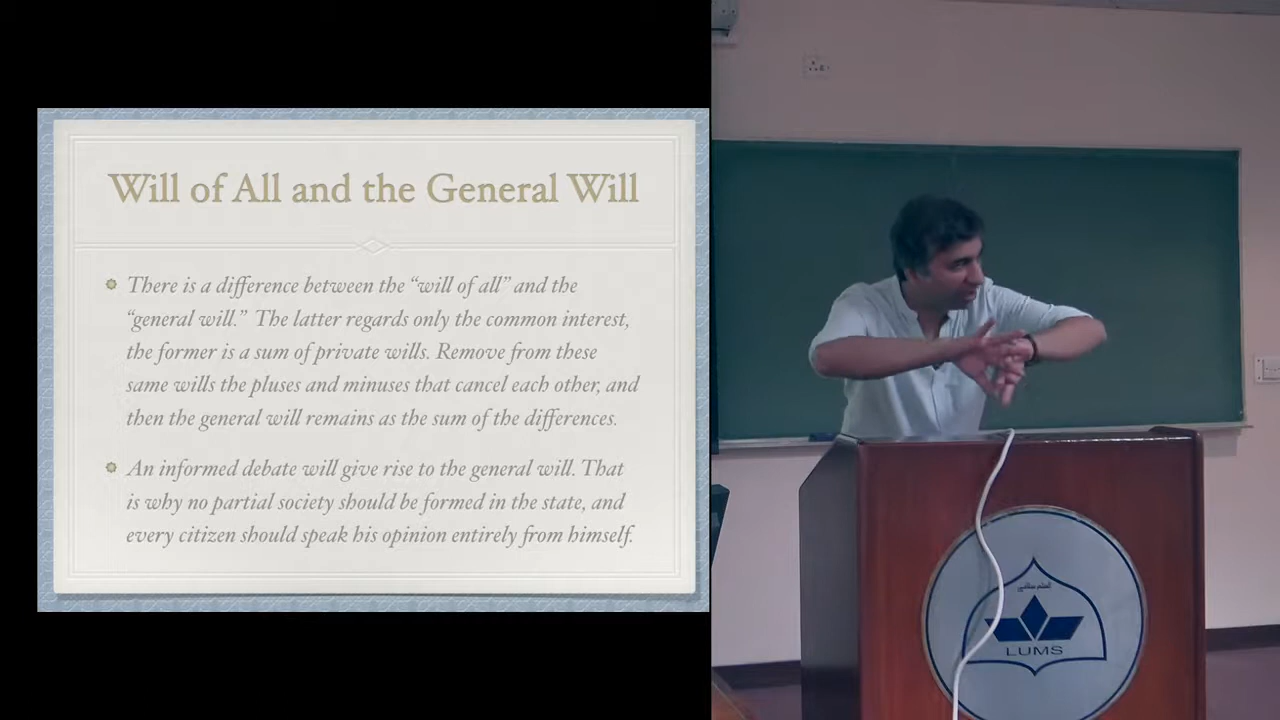 Will of All and the General Will
There is a difference between the “will of all” and the
“general will.” The latter regards only the common interest,
the former is a sum of private wills. Remove from these
same wills the pluses and minuses that cancel each other, and
then the general will remains as the sum of the differences.
An informed debate will give rise to the general will. That
is why no partial society should be formed in the state, and
every citizen should speak his opinion entirely from himself.
LUMS